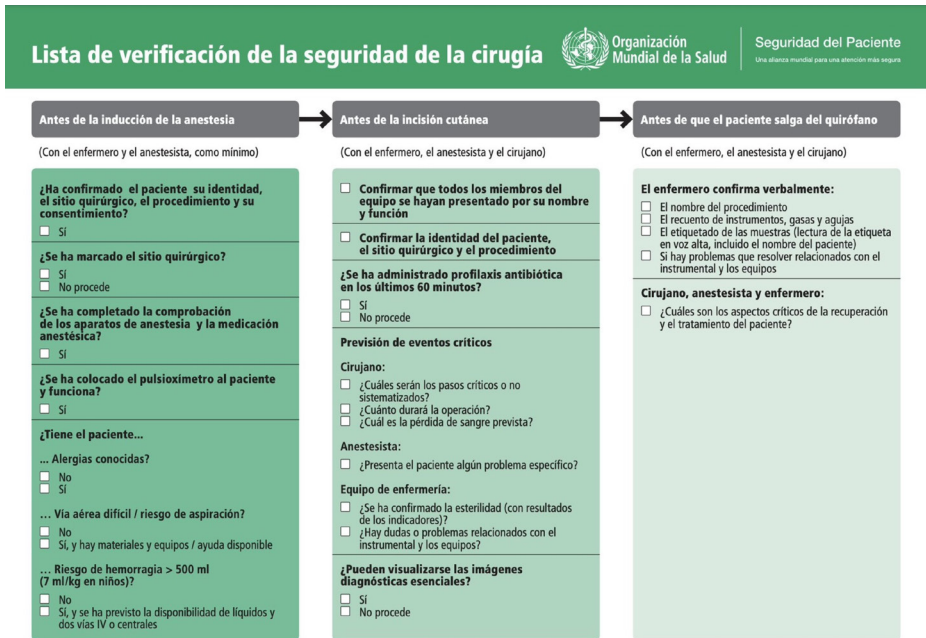 Lista de verificación de la seguridad de la cirugía
Organización
Mundial de la Salud
Seguridad del Paciente
Una alianza mundial para una atención más segura
Antes de la inducción de la anestesia
(Con el enfermero y el anestesista, como mínimo)
¿Ha confirmado el paciente su identidad,
el sitio quirúrgico, el procedimiento y su
consentimiento?
Sí
¿Se ha marcado el sitio quirúrgico?
Sí
No procede
¿Se ha completado la comprobación
de los aparatos de anestesia y la medicación
anestésica?
Sí
¿Se ha colocado el pulsioxímetro al paciente
y funciona?
Sí
¿Tiene el paciente...
... Alergias conocidas?
No
Sí
... Vía aérea difícil / riesgo de aspiración?
No
Sí, y hay materiales y equipos / ayuda disponible
... Riesgo de hemorragia > 500 ml
(7 ml/kg en niños)?
No
Sí, y se ha previsto la disponibilidad de líquidos y
dos vías IV o centrales
Antes de la incisión cutánea
(Con el enfermero, el anestesista y el cirujano)
Confirmar que todos los miembros del
equipo se hayan presentado por su nombre
y función
Confirmar la identidad del paciente,
el sitio quirúrgico y el procedimiento
¿Se ha administrado profilaxis antibiótica
en los últimos 60 minutos?
Sí
No procede
Previsión de eventos críticos
Cirujano:
¿Cuáles serán los pasos críticos o no
sistematizados?
¿Cuánto durará la operación?
¿Cuál es la pérdida de sangre prevista?
Anestesista:
¿Presenta el paciente algún problema específico?
Equipo de enfermería:
¿Se ha confirmado la esterilidad (con resultados
de los indicadores)?
¿Hay dudas o problemas relacionados con el
instrumental y los equipos?
¿Pueden visualizarse las imágenes
diagnósticas esenciales?
Sí
No procede
Antes de que el paciente salga del quirófano
(Con el enfermero, el anestesista y el cirujano)
El enfermero confirma verbalmente:
El nombre del procedimiento
El recuento de instrumentos, gasas y agujas
El etiquetado de las muestras (lectura de la etiqueta
en voz alta, incluido el nombre del paciente)
Si hay problemas que resolver relacionados con el
instrumental y los equipos
Cirujano, anestesista y enfermero:
¿Cuáles son los aspectos críticos de la recuperación
y el tratamiento del paciente?